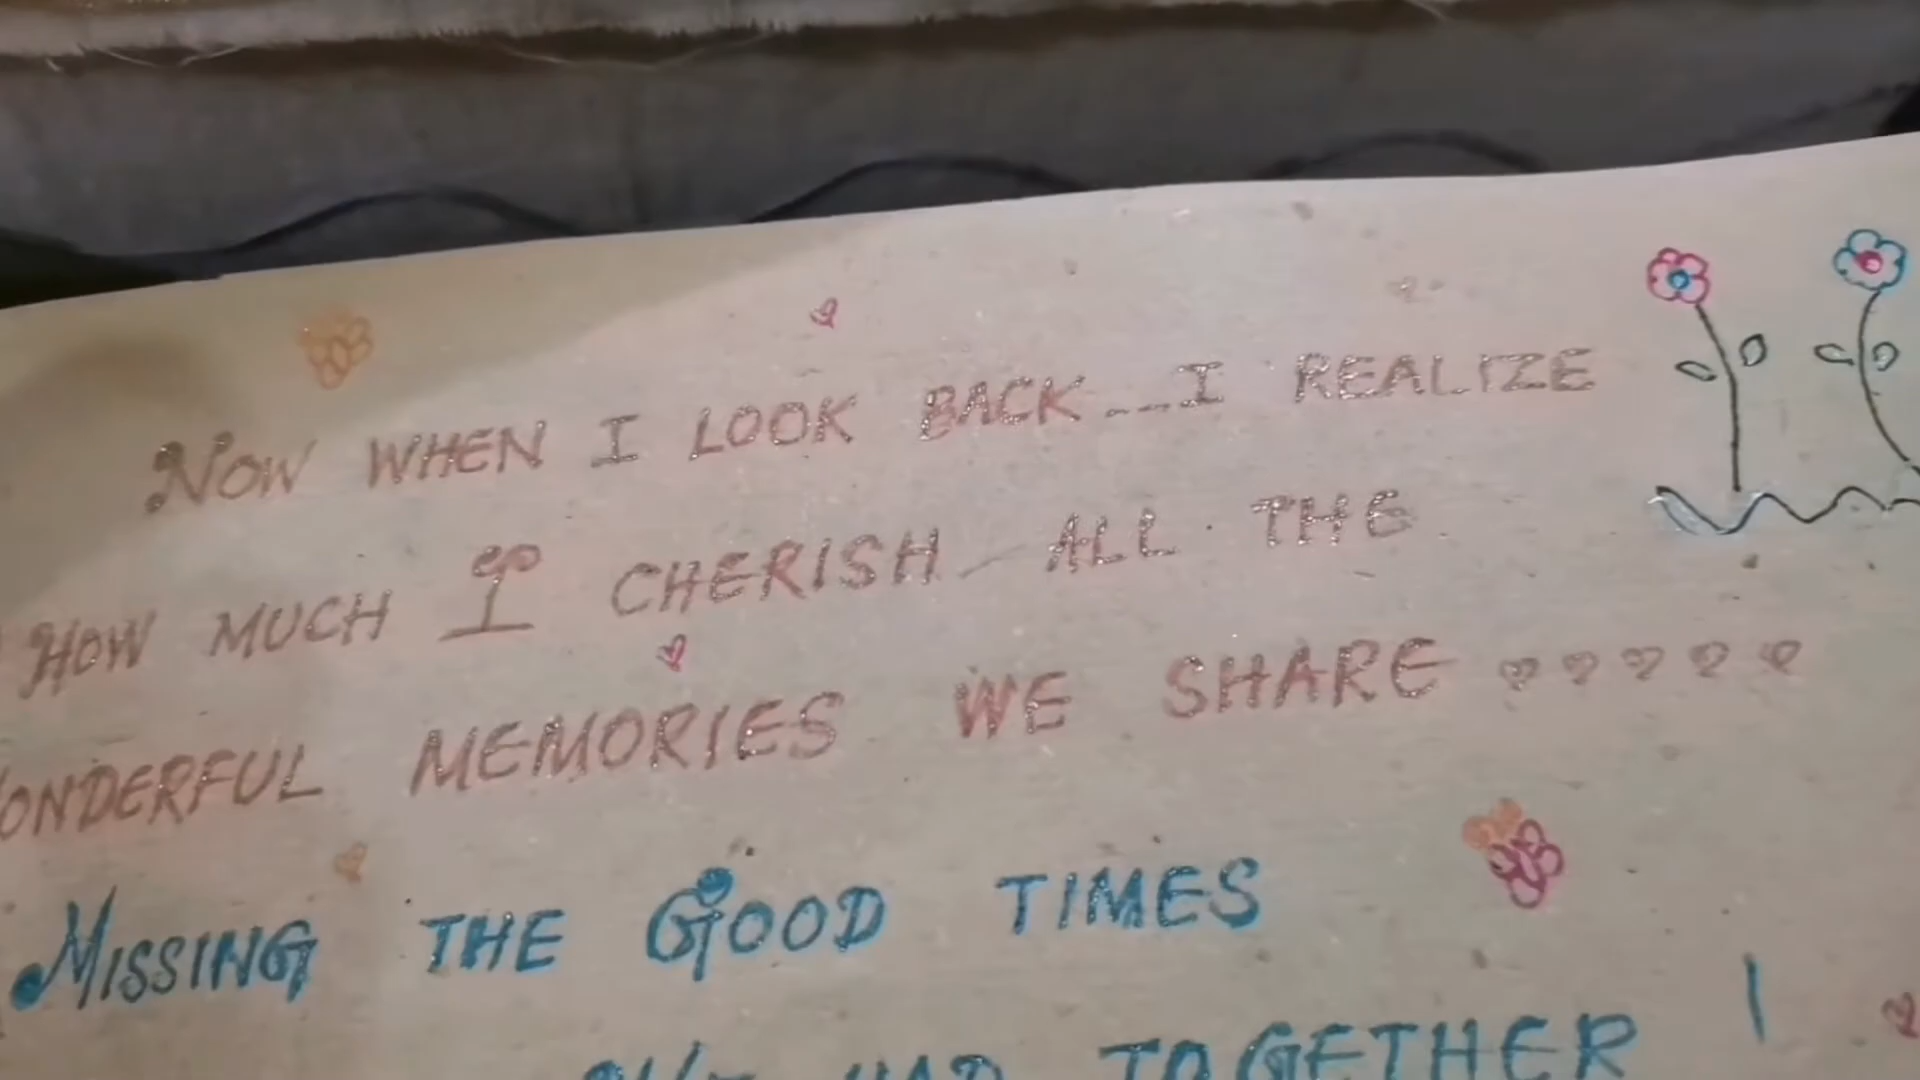 NOW WHEN I LOOK BACK---I REALIZE
HOW MUCH I CHERISH ALL THE
ONDERFUL MEMORIES WE SHARE
MISSING THE GOOD TIMES
HAD TOGETHER !